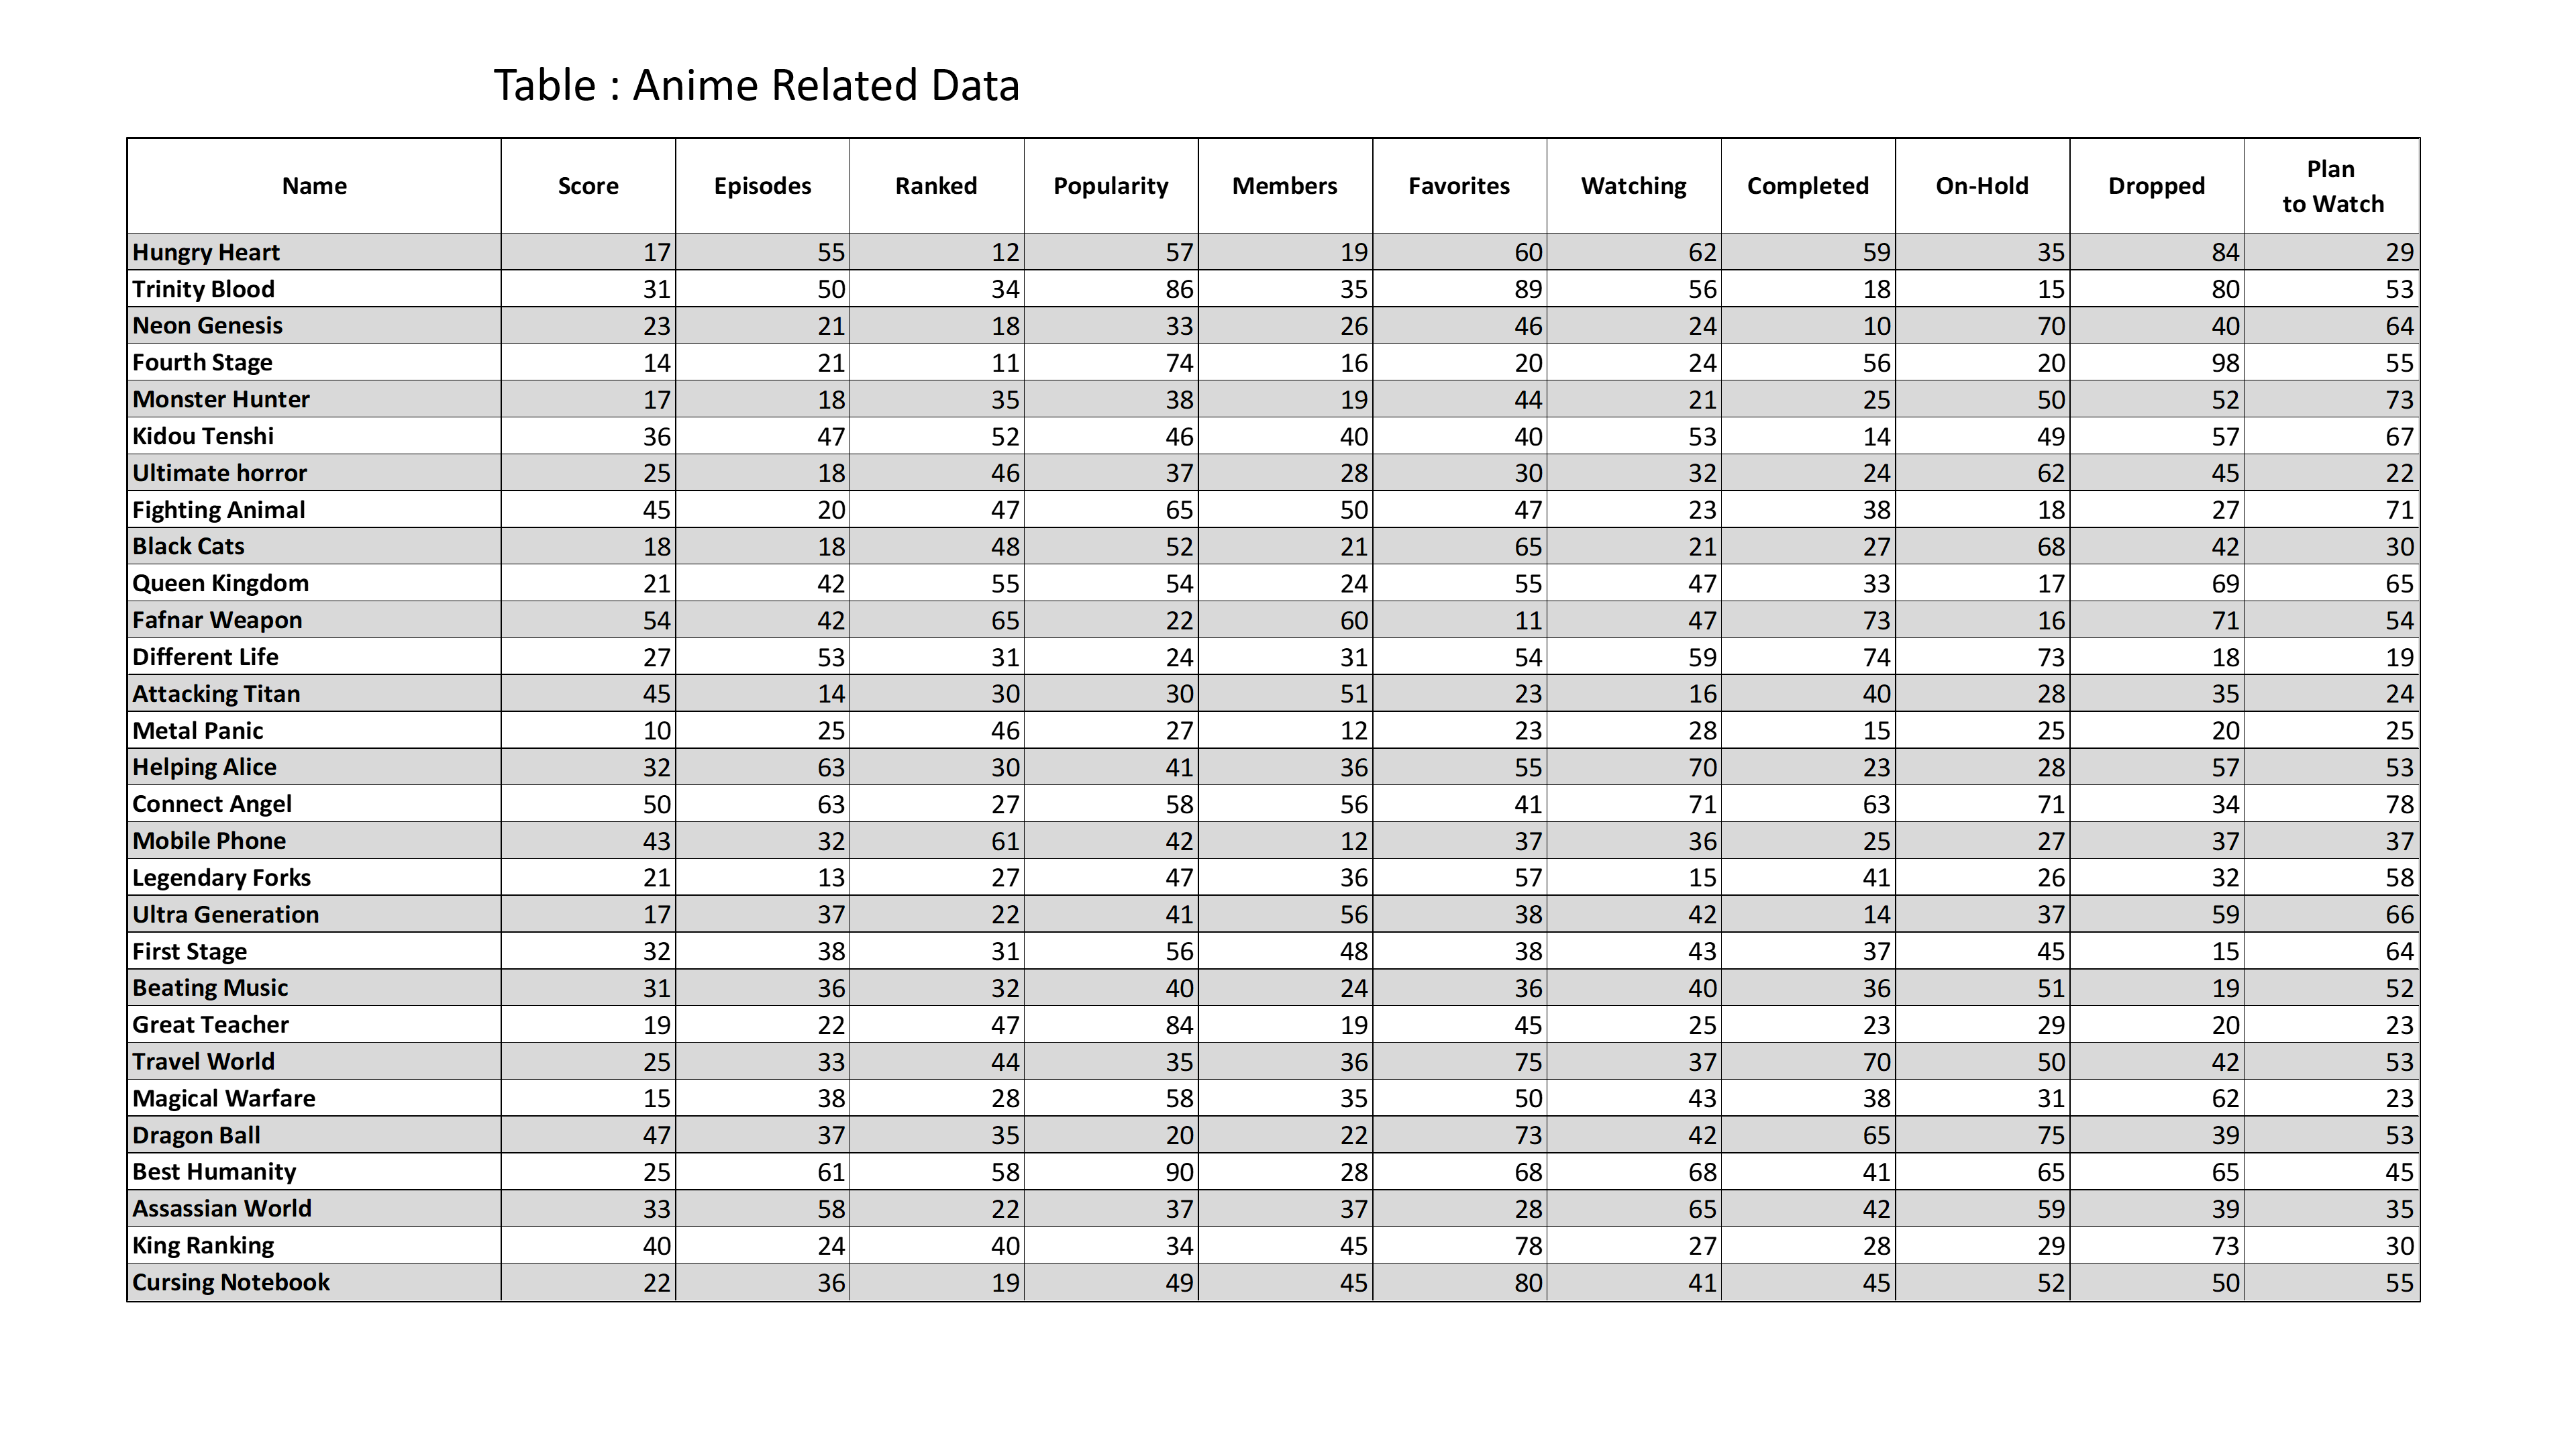 Table : Anime Related Data
Name Score Episodes Ranked Popularity Members Favorites Watching Completed On-Hold Dropped Plan to Watch
Hungry Heart 17 55 12 57 19 60 62 59 35 84 29
Trinity Blood 31 50 34 86 35 89 56 18 15 80 53
Neon Genesis 23 21 18 33 26 46 24 10 70 40 64
Fourth Stage 14 21 11 74 16 20 24 56 20 98 55
Monster Hunter 17 18 35 38 19 44 21 25 50 52 73
Kidou Tenshi 36 47 52 46 40 40 53 14 49 57 67
Ultimate horror 25 18 46 37 28 30 32 24 62 45 22
Fighting Animal 45 20 47 65 50 47 23 38 18 27 71
Black Cats 18 18 48 52 21 65 21 27 68 42 30
Queen Kingdom 21 42 55 54 24 55 47 33 17 69 65
Fafnar Weapon 54 42 65 22 60 11 47 73 16 71 54
Different Life 27 53 31 24 31 54 59 74 73 18 19
Attacking Titan 45 14 30 30 51 23 16 40 28 35 24
Metal Panic 10 25 46 27 12 23 28 15 25 20 25
Helping Alice 32 63 30 41 36 55 70 23 28 57 53
Connect Angel 50 63 27 58 56 41 71 63 71 34 78
Mobile Phone 43 32 61 42 12 37 36 25 27 37 37
Legendary Forks 21 13 27 47 36 57 15 41 26 32 58
Ultra Generation 17 37 22 41 56 38 42 14 37 59 66
First Stage 32 38 31 56 48 38 43 37 45 15 64
Beating Music 31 36 32 40 24 36 40 36 51 19 52
Great Teacher 19 22 47 84 19 45 25 23 29 20 23
Travel World 25 33 44 35 36 75 37 70 50 42 53
Magical Warfare 15 38 28 58 35 50 43 38 31 62 23
Dragon Ball 47 37 35 20 22 73 42 65 75 39 53
Best Humanity 25 61 58 90 28 68 68 41 65 65 45
Assassian World 33 58 22 37 37 28 65 42 59 39 35
King Ranking 40 24 40 34 45 78 27 28 29 73 30
Cursing Notebook 22 36 19 49 45 80 41 45 52 50 55